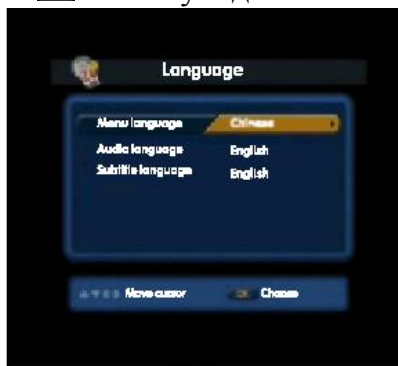 Language
Menu language Chinese
Audio language English
Subtitle language English
Move cursor OK Choose